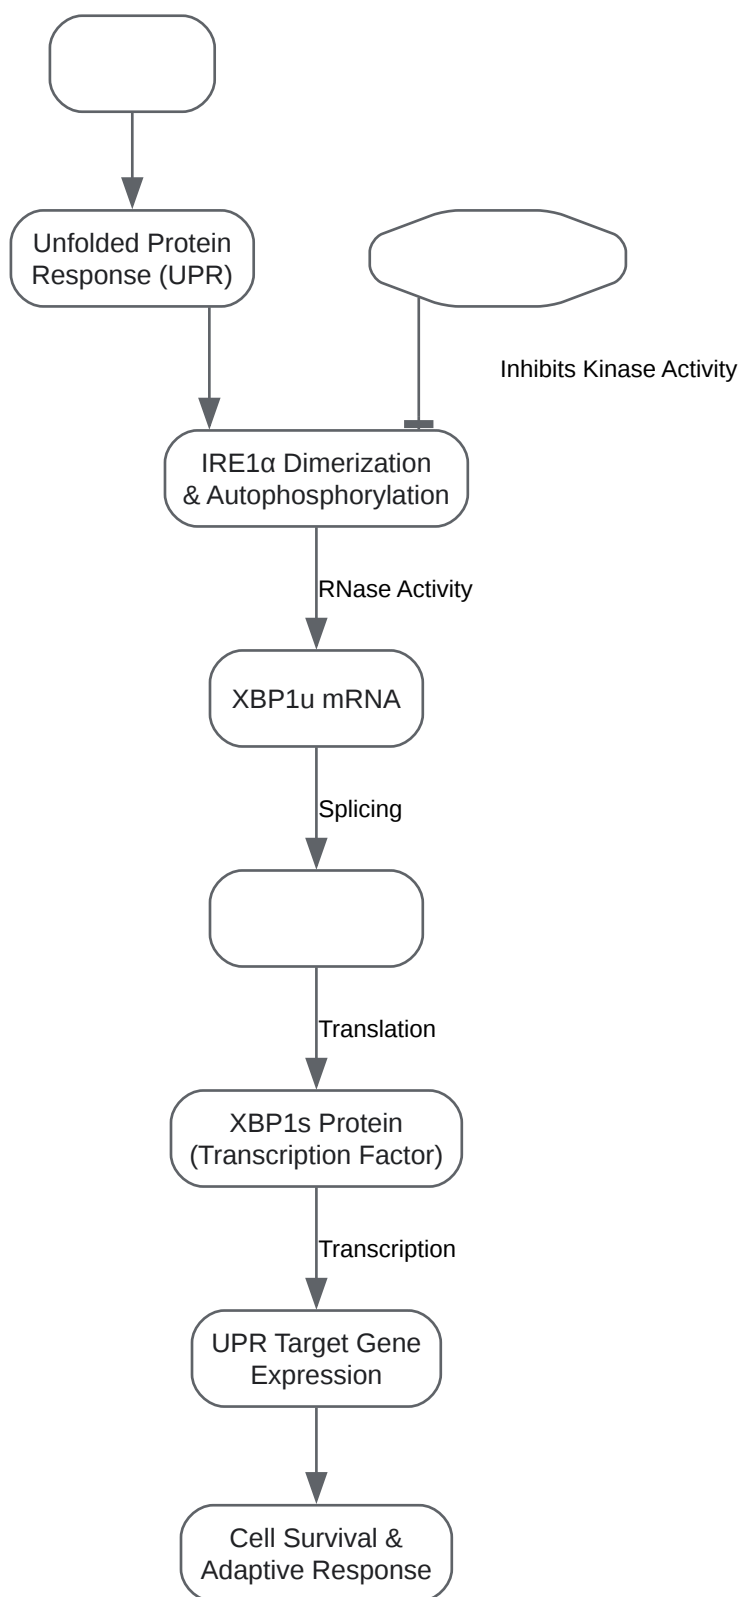 Unfolded Protein
Response (UPR)
Inhibits Kinase Activity
IRE1α Dimerization
& Autophosphorylation
RNase Activity
XBP1u mRNA
Splicing
Translation
XBP1s Protein
(Transcription Factor)
Transcription
UPR Target Gene
Expression
Cell Survival &
Adaptive Response